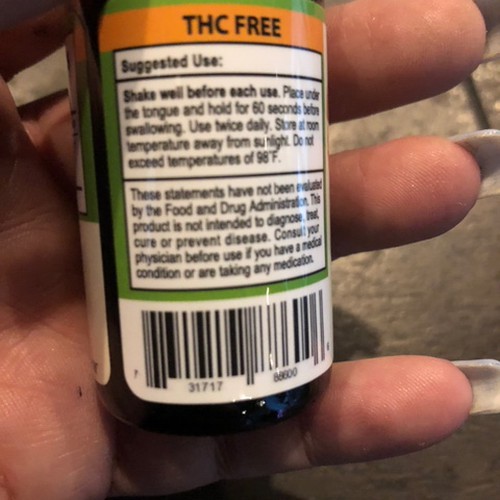 THC FREE
Suggested Use:
Shake well before each use. Place under
the tongue and hold for 60 seconds before
swallowing. Use twice daily. Store at room
temperature away from sunlight. Do not
exceed temperatures of 98°F.
These statements have not been evaluated
by the Food and Drug Administration. This
product is not intended to diagnose, treat,
cure or prevent disease. Consult your
physician before use if you have a medical
condition or are taking any medication.
7 31717 88600 6